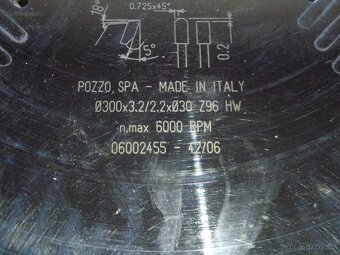 0.725x45°
5°
0.2
POZZO SPA - MADE IN ITALY
Ø300x3.2/2.2xØ30 Z96 HW
n.max 6000 RPM
06002455 - 42/06